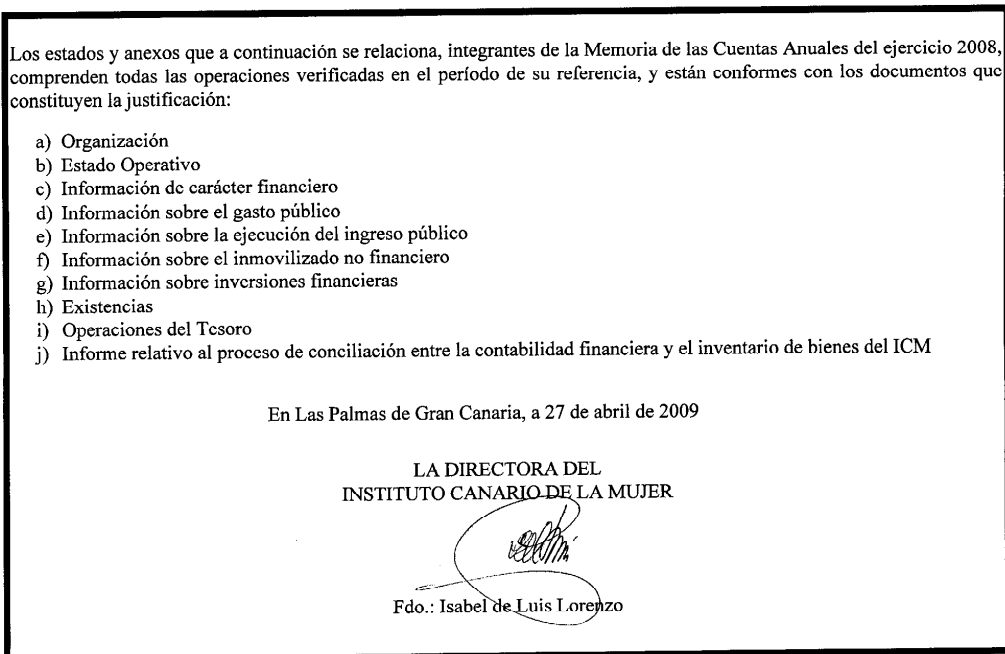 Los estados y anexos que a continuación se relaciona, integrantes de la Memoria de las Cuentas Anuales del ejercicio 2008,
comprenden todas las operaciones verificadas en el período de su referencia, y están conformes con los documentos que
constituyen la justificación:
a) Organización
b) Estado Operativo
c) Información de carácter financiero
d) Información sobre el gasto público
e) Información sobre la ejecución del ingreso público
f) Información sobre el inmovilizado no financiero
g) Información sobre inversiones financieras
h) Existencias
i) Operaciones del Tesoro
j) Informe relativo al proceso de conciliación entre la contabilidad financiera y el inventario de bienes del ICM
En Las Palmas de Gran Canaria, a 27 de abril de 2009
LA DIRECTORA DEL
INSTITUTO CANARIO DE LA MUJER
Fdo.: Isabel de Luis Lorenzo